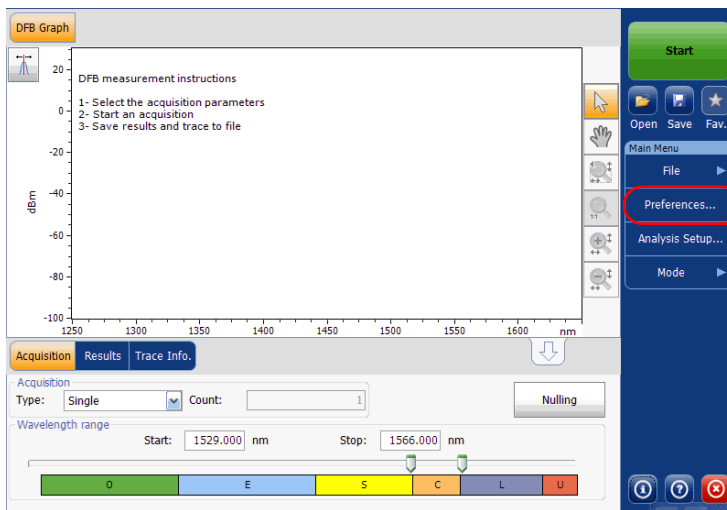 DFB Graph
Start
DFB measurement instructions
1- Select the acquisition parameters
2- Start an acquisition
3- Save results and trace to file
20
0
-20
-40
-60
-80
-100
dBm
1250 1300 1350 1400 1450 1500 1550 1600 nm
1:1
Open Save Fav.
Main Menu
File
Preferences...
Analysis Setup...
Mode
Acquisition Results Trace Info.
Acquisition
Type: Single Count: 1 Nulling
Wavelength range
Start: 1529.000 nm Stop: 1566.000 nm
O E S C L U